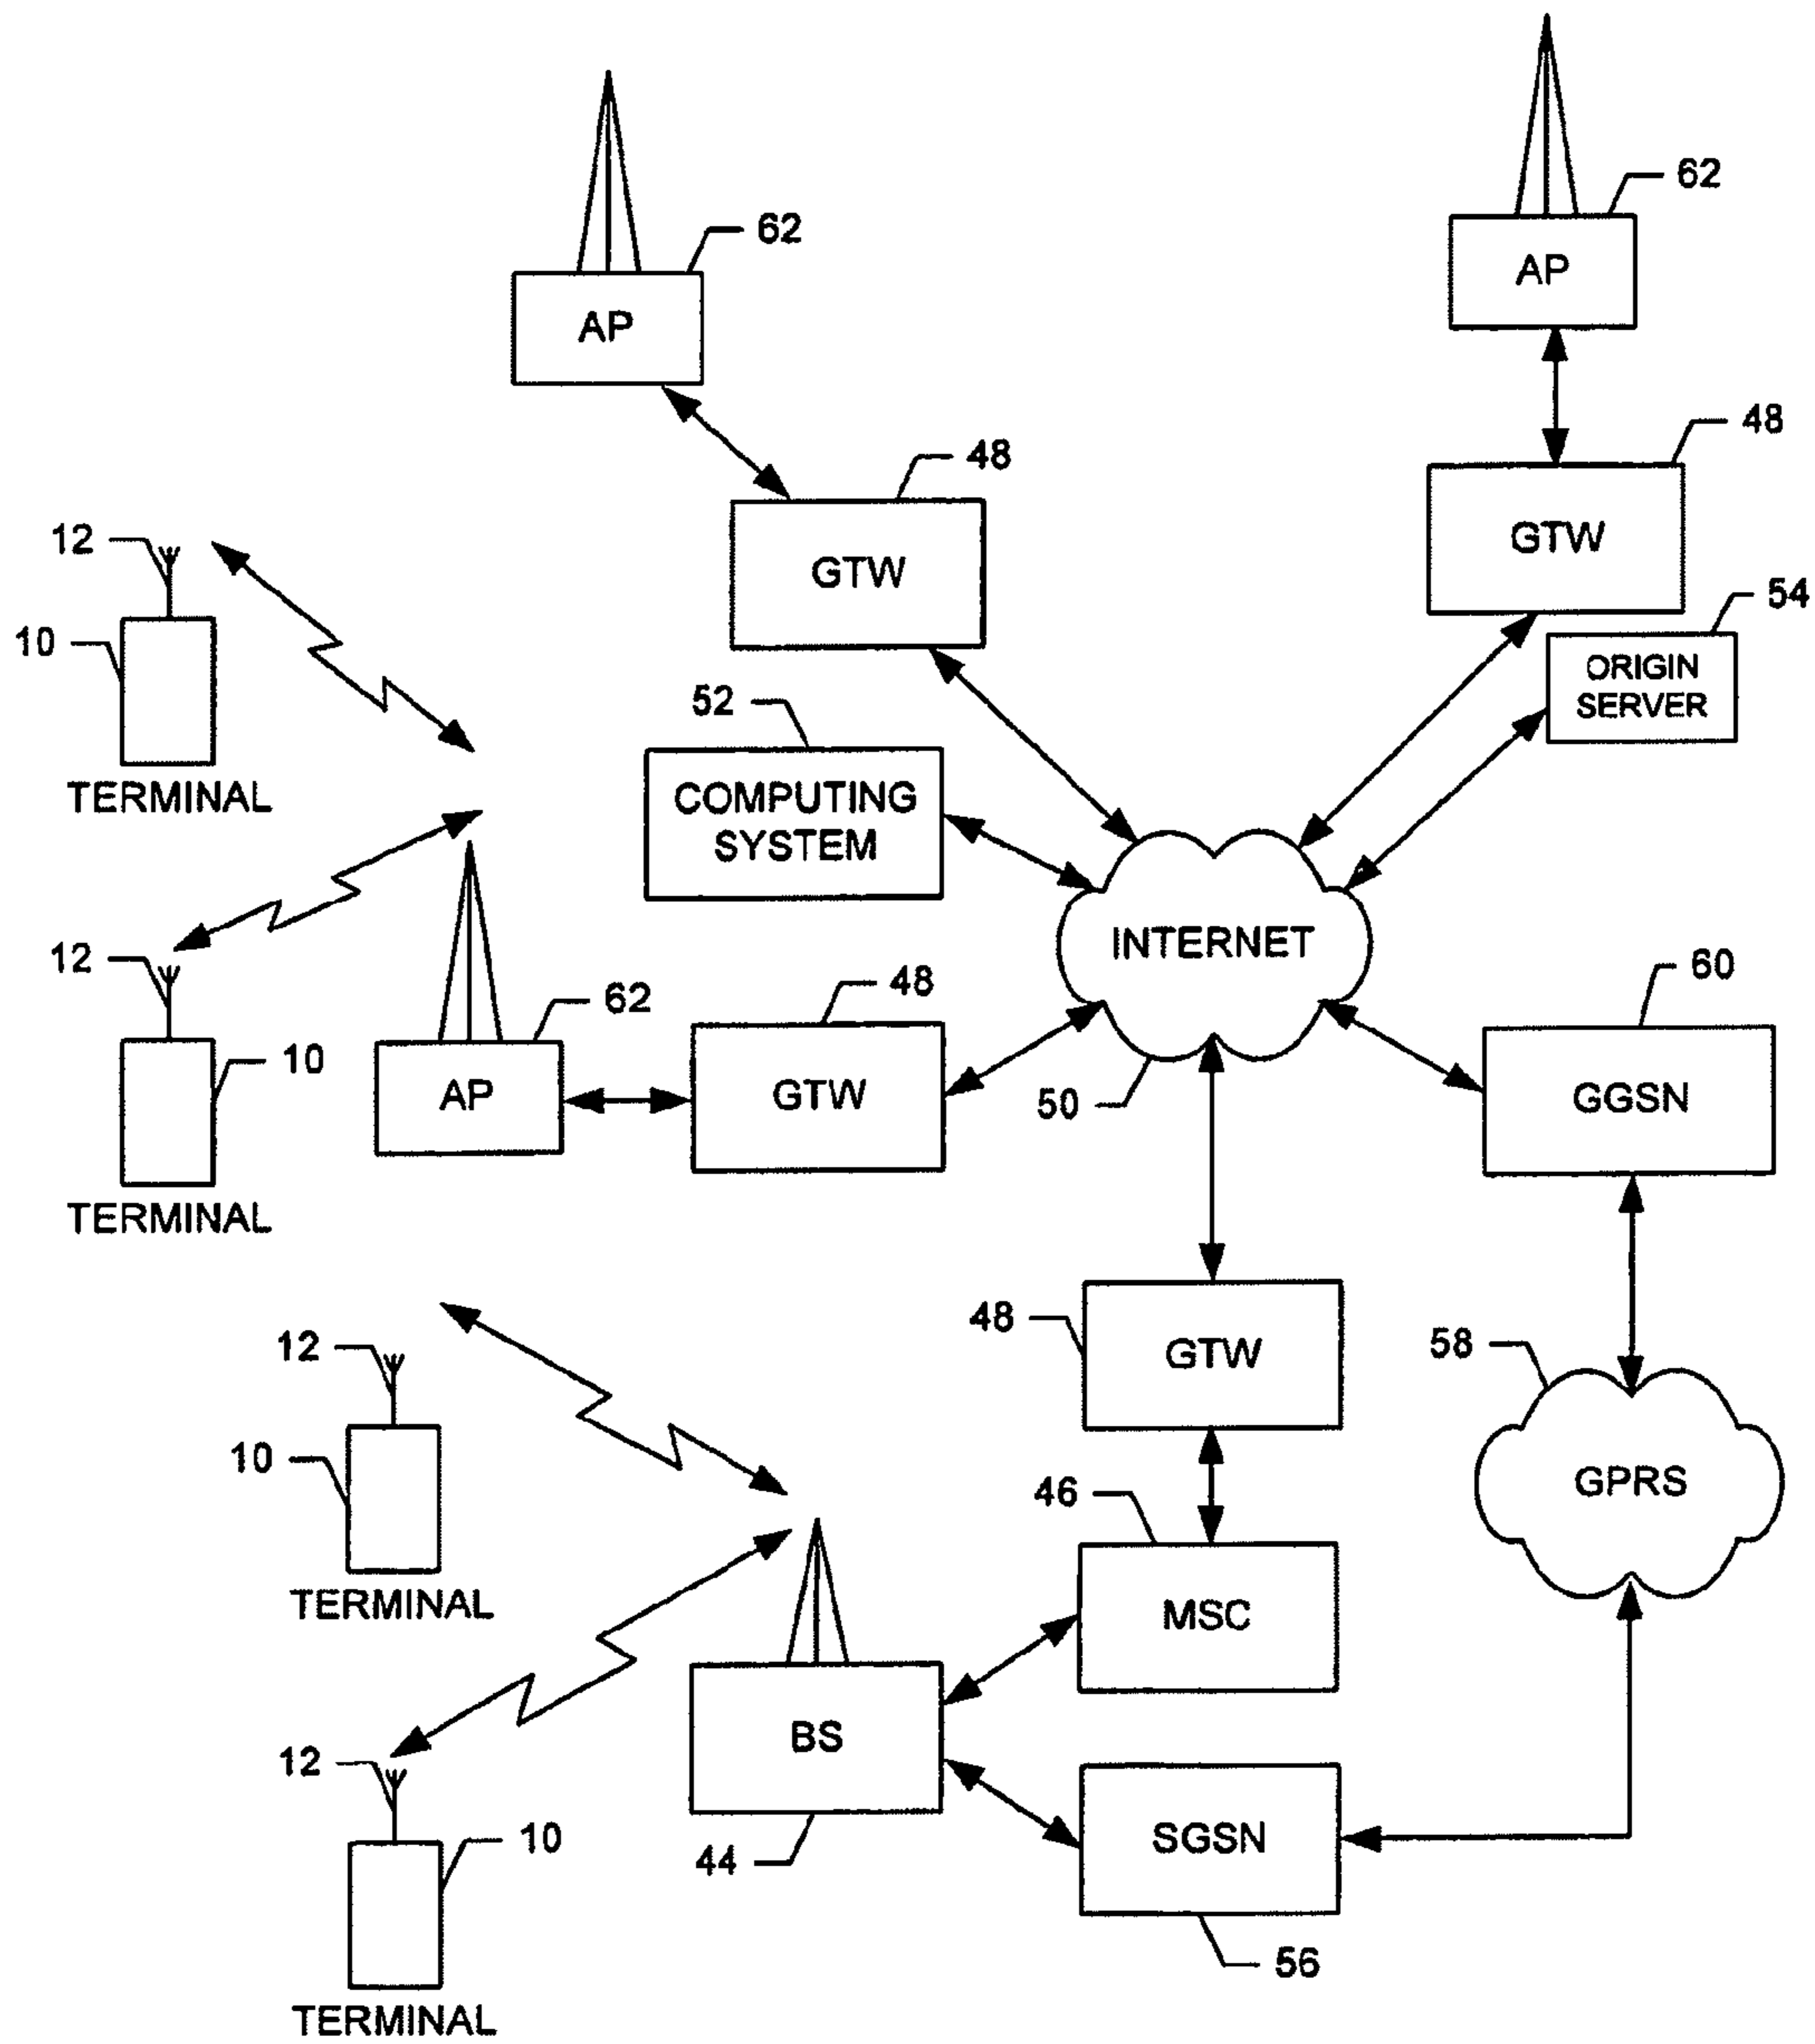 62
AP
62
AP
48
GTW
48
GTW
12
10
TERMINAL
54
ORIGIN
SERVER
52
COMPUTING
SYSTEM
INTERNET
50
12
10
TERMINAL
62
AP
48
GTW
60
GGSN
48
GTW
58
GPRS
12
10
TERMINAL
46
MSC
BS
44
SGSN
56
12
10
TERMINAL